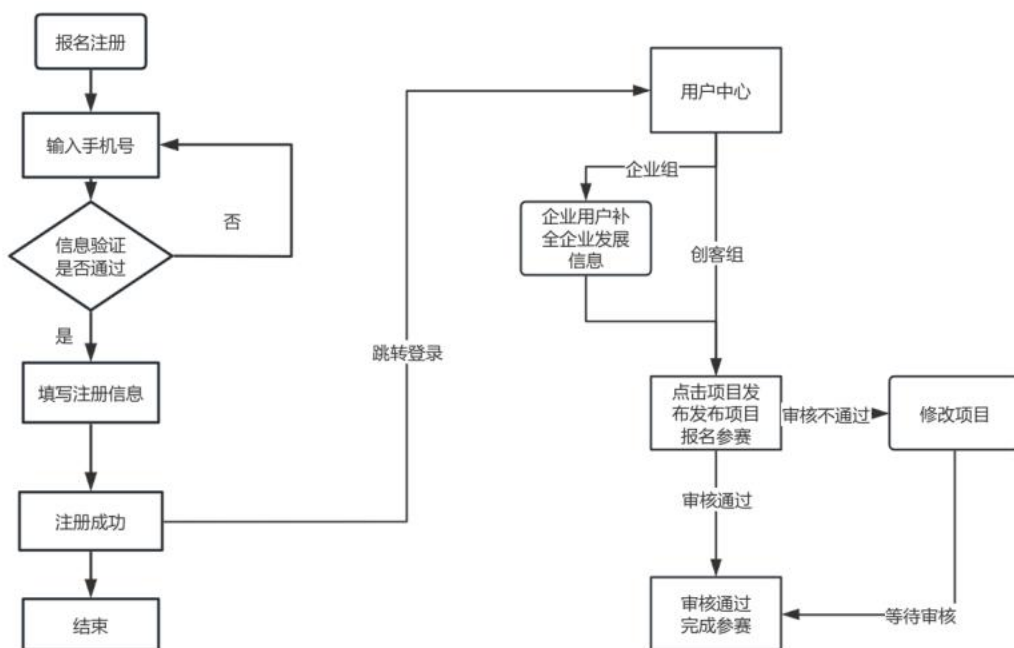 报名注册
输入手机号
信息验证
是否通过
否
是
填写注册信息
注册成功
结束
跳转登录
用户中心
企业组
企业用户补
全企业发展
信息
创客组
点击项目发
布发布项目
报名参赛
审核不通过
修改项目
审核通过
审核通过
完成参赛
等待审核